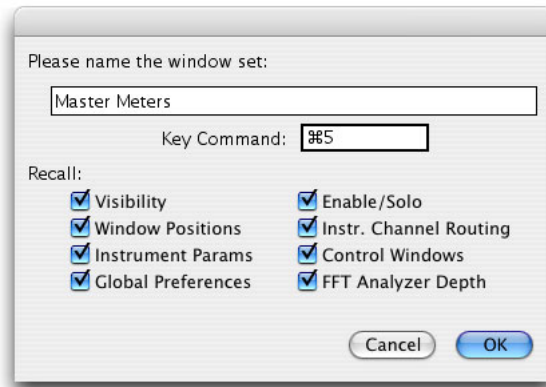 Please name the window set:
Master Meters
Key Command: ⌘5
Recall:
Visibility
Window Positions
Instrument Params
Global Preferences
Enable/Solo
Instr. Channel Routing
Control Windows
FFT Analyzer Depth
Cancel OK